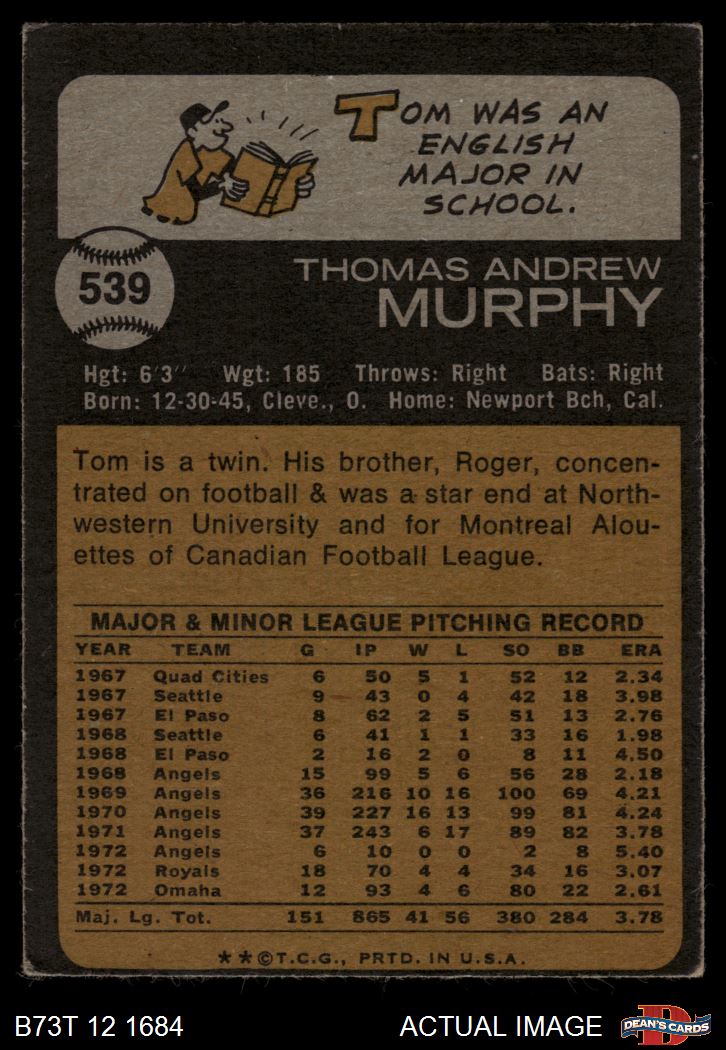 TOM WAS AN
ENGLISH
MAJOR IN
SCHOOL.
539
THOMAS ANDREW
MURPHY
Hgt: 6'3" Wgt: 185 Throws: Right Bats: Right
Born: 12-30-45, Cleve., O. Home: Newport Bch, Cal.
Tom is a twin. His brother, Roger, concen-
trated on football & was a star end at North-
western University and for Montreal Alou-
ettes of Canadian Football League.
MAJOR & MINOR LEAGUE PITCHING RECORD
YEAR TEAM G IP W L SO BB ERA
1967 Quad Cities 6 50 5 1 52 12 2.34
1967 Seattle 9 43 0 4 42 18 3.98
1967 El Paso 8 62 2 5 51 13 2.76
1968 Seattle 6 41 1 1 33 16 1.98
1968 El Paso 2 16 2 0 8 11 4.50
1968 Angels 15 99 5 6 56 28 2.18
1969 Angels 36 216 10 16 100 69 4.21
1970 Angels 39 227 16 13 99 81 4.24
1971 Angels 37 243 6 17 89 82 3.78
1972 Angels 6 10 0 0 2 8 5.40
1972 Royals 18 70 4 4 34 16 3.07
1972 Omaha 12 93 4 6 80 22 2.61
Maj. Lg. Tot. 151 865 41 56 380 284 3.78
**©T.C.G., PRTD. IN U.S.A.
B73T 12 1684 ACTUAL IMAGE DEAN'S CARDS